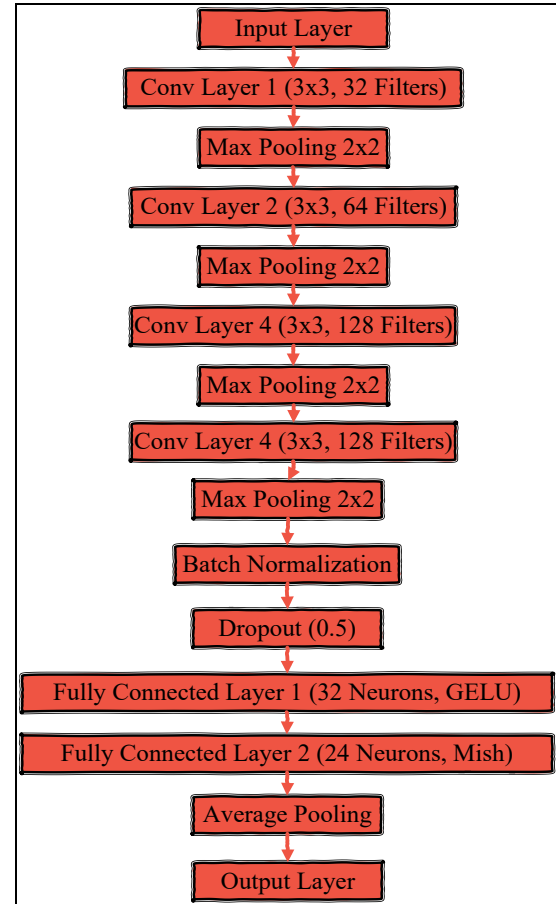 Input Layer
Conv Layer 1 (3x3, 32 Filters)
Max Pooling 2x2
Conv Layer 2 (3x3, 64 Filters)
Max Pooling 2x2
Conv Layer 4 (3x3, 128 Filters)
Max Pooling 2x2
Conv Layer 4 (3x3, 128 Filters)
Max Pooling 2x2
Batch Normalization
Dropout (0.5)
Fully Connected Layer 1 (32 Neurons, GELU)
Fully Connected Layer 2 (24 Neurons, Mish)
Average Pooling
Output Layer